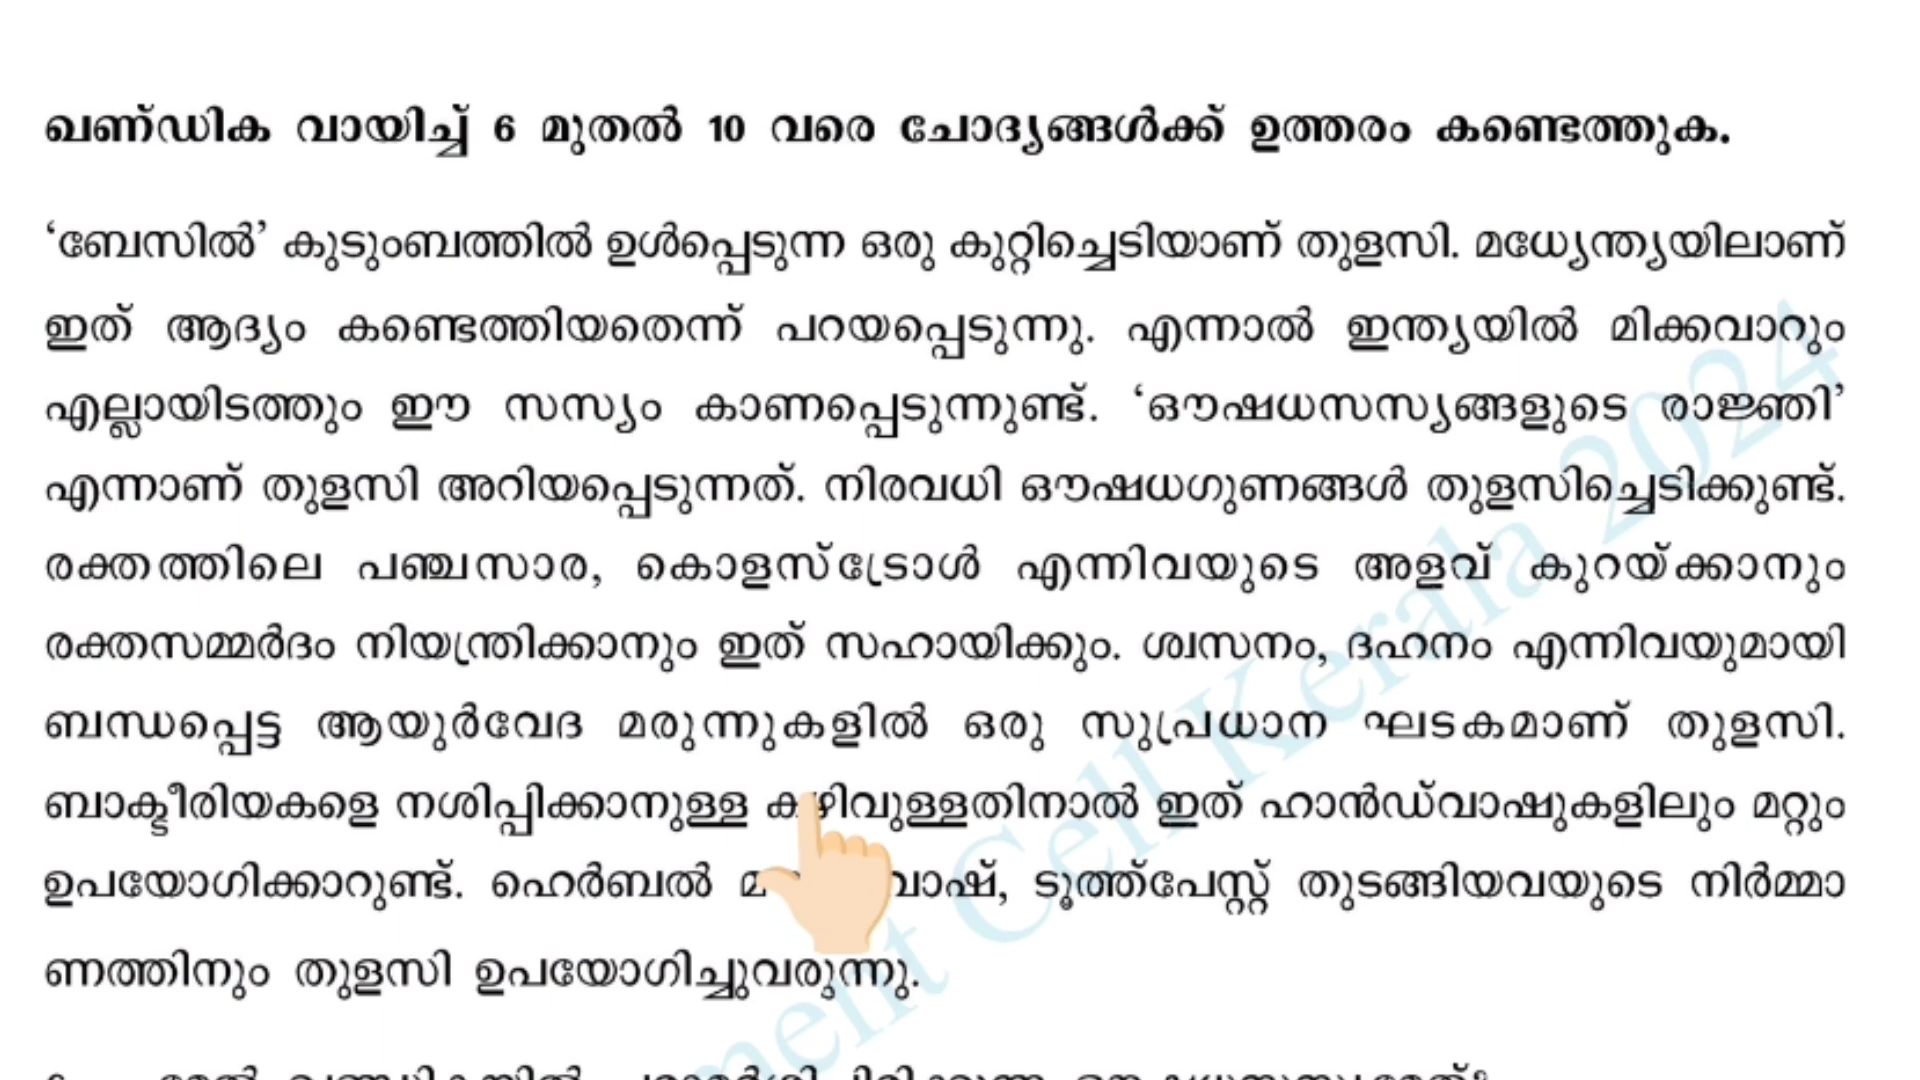 ഖണ്ഡിക വായിച്ച് 6 മുതൽ 10 വരെ ചോദ്യങ്ങൾക്ക് ഉത്തരം കണ്ടെത്തുക.
‘ബേസിൽ’ കുടുംബത്തിൽ ഉൾപ്പെടുന്ന ഒരു കുറ്റിച്ചെടിയാണ് തുളസി. മധ്യേന്ത്യയിലാണ്
ഇത് ആദ്യം കണ്ടെത്തിയതെന്ന് പറയപ്പെടുന്നു. എന്നാൽ ഇന്ത്യയിൽ മിക്കവാറും
എല്ലായിടത്തും ഈ സസ്യം കാണപ്പെടുന്നുണ്ട്. ‘ഔഷധസസ്യങ്ങളുടെ രാജ്ഞി’
എന്നാണ് തുളസി അറിയപ്പെടുന്നത്. നിരവധി ഔഷധഗുണങ്ങൾ തുളസിച്ചെടിക്കുണ്ട്.
രക്തത്തിലെ പഞ്ചസാര, കൊളസ്ട്രോൾ എന്നിവയുടെ അളവ് കുറയ്ക്കാനും
രക്തസമ്മർദം നിയന്ത്രിക്കാനും ഇത് സഹായിക്കും. ശ്വസനം, ദഹനം എന്നിവയുമായി
ബന്ധപ്പെട്ട ആയുർവേദ മരുന്നുകളിൽ ഒരു സുപ്രധാന ഘടകമാണ് തുളസി.
ബാക്ടീരിയകളെ നശിപ്പിക്കാനുള്ള കഴിവുള്ളതിനാൽ ഇത് ഹാൻഡ്‌വാഷുകളിലും മറ്റും
ഉപയോഗിക്കാറുണ്ട്. ഹെർബൽ വാഷ്, ടൂത്ത്പേസ്റ്റ് തുടങ്ങിയവയുടെ നിർമ്മാ
ണത്തിനും തുളസി ഉപയോഗിച്ചുവരുന്നു.
Cell Kerala 2024